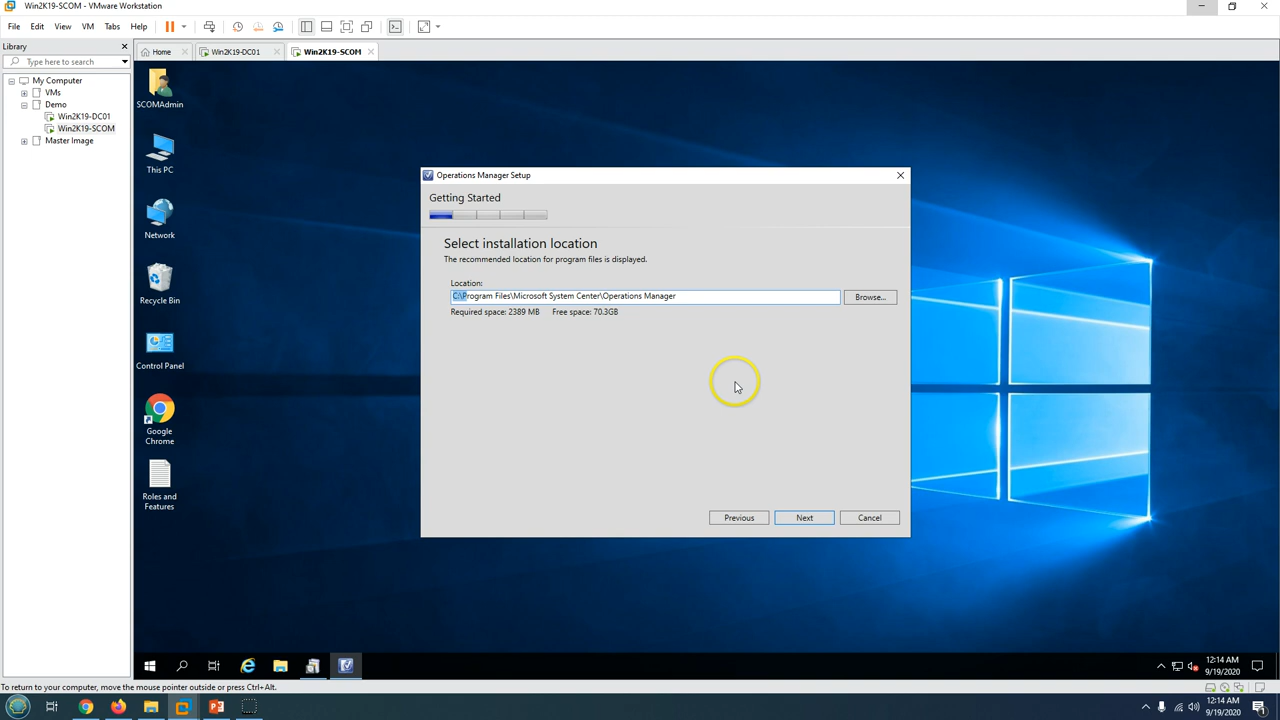 Win2K19-SCOM - VMware Workstation
File Edit View VM Tabs Help
Library
Type here to search
My Computer
VMs
Demo
Win2K19-DC01
Win2K19-SCOM
Master Image
Home Win2K19-DC01 Win2K19-SCOM
SCOMAdmin
This PC
Network
Recycle Bin
Control Panel
Google
Chrome
Roles and
Features
Operations Manager Setup
Getting Started
Select installation location
The recommended location for program files is displayed.
Location:
C:\Program Files\Microsoft System Center\Operations Manager
Browse...
Required space: 2389 MB Free space: 70.3GB
Previous Next Cancel
12:14 AM
9/19/2020
To return to your computer, move the mouse pointer outside or press Ctrl+Alt.
12:14 AM
9/19/2020